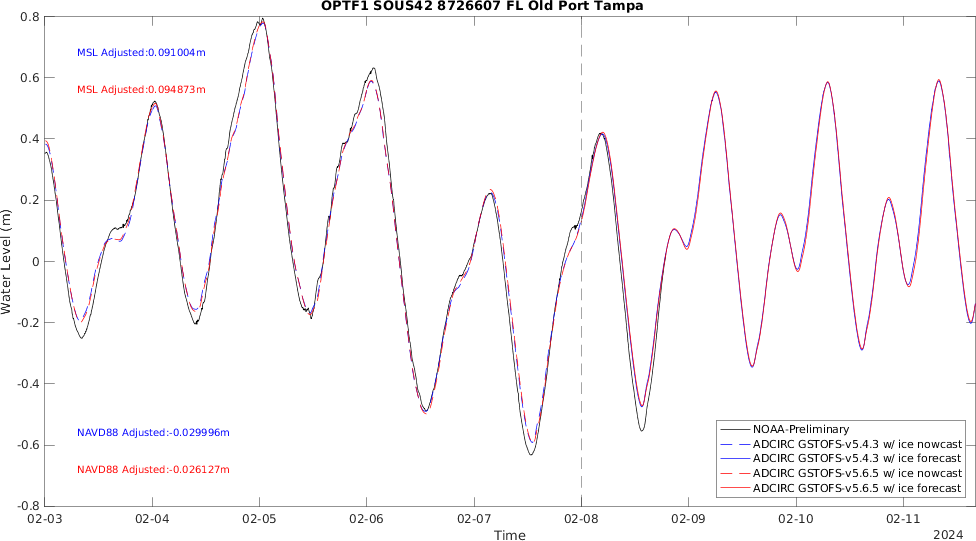 OPTF1 SOUS42 8726607 FL Old Port Tampa
0.8
0.6
0.4
0.2
0
-0.2
-0.4
-0.6
-0.8
Water Level (m)
MSL Adjusted:0.091004m
MSL Adjusted:0.094873m
NAVD88 Adjusted:-0.029996m
NAVD88 Adjusted:-0.026127m
NOAA-Preliminary
ADCIRC GSTOFS-v5.4.3 w/ ice nowcast
ADCIRC GSTOFS-v5.4.3 w/ ice forecast
ADCIRC GSTOFS-v5.6.5 w/ ice nowcast
ADCIRC GSTOFS-v5.6.5 w/ ice forecast
02-03 02-04 02-05 02-06 02-07 02-08 02-09 02-10 02-11
Time
2024